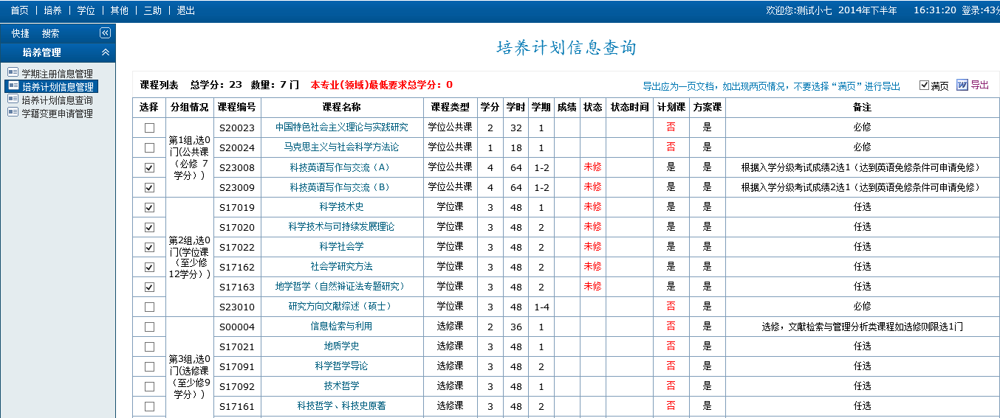 首页 | 培养 | 学位 | 其他 | 三助 | 退出
欢迎您:测试小七 2014年下半年 16:31:20 登录:43分
快捷 搜索
培养管理
学期注册信息管理
培养计划信息管理
培养计划信息查询
学籍变更申请管理
培养计划信息查询
课程列表 总学分：23 数量：7 门 本专业(领域)最低要求总学分：0
导出应为一页文档，如出现两页情况，不要选择“满页”进行导出 满页 导出
选择 分组情况 课程编号 课程名称 课程类型 学分 学时 学期 成绩 状态 状态时间 计划课 方案课 备注
第1组,选0门(公共课（必修 7学分）)
S20023 中国特色社会主义理论与实践研究 学位公共课 2 32 1 否 是 必修
S20024 马克思主义与社会科学方法论 学位公共课 1 18 1 否 是 必修
S23008 科技英语写作与交流（A） 学位公共课 4 64 1-2 未修 是 是 根据入学分级考试成绩2选1（达到英语免修条件可申请免修）
S23009 科技英语写作与交流（B） 学位公共课 4 64 1-2 未修 是 是 根据入学分级考试成绩2选1（达到英语免修条件可申请免修）
第2组,选0门(学位课（至少修12学分）)
S17019 科学技术史 学位课 3 48 1 未修 是 是 任选
S17020 科学技术与可持续发展理论 学位课 3 48 2 未修 是 是 任选
S17022 科学社会学 学位课 3 48 2 未修 是 是 任选
S17162 社会学研究方法 学位课 3 48 2 未修 是 是 任选
S17163 地学哲学（自然辩证法专题研究） 学位课 3 48 2 未修 是 是 任选
S23010 研究方向文献综述（硕士） 学位课 3 48 1-4 否 是 必修
第3组,选0门(选修课（至少修9学分）)
S00004 信息检索与利用 选修课 2 36 1 否 是 选修，文献检索与管理分析类课程如选修则限选1门
S17021 地质学史 选修课 3 48 1 否 是 任选
S17091 科学哲学导论 选修课 3 48 2 否 是 任选
S17092 技术哲学 选修课 3 48 1 否 是 任选
S17161 科技哲学、科技史原著 选修课 3 48 2 否 是 任选